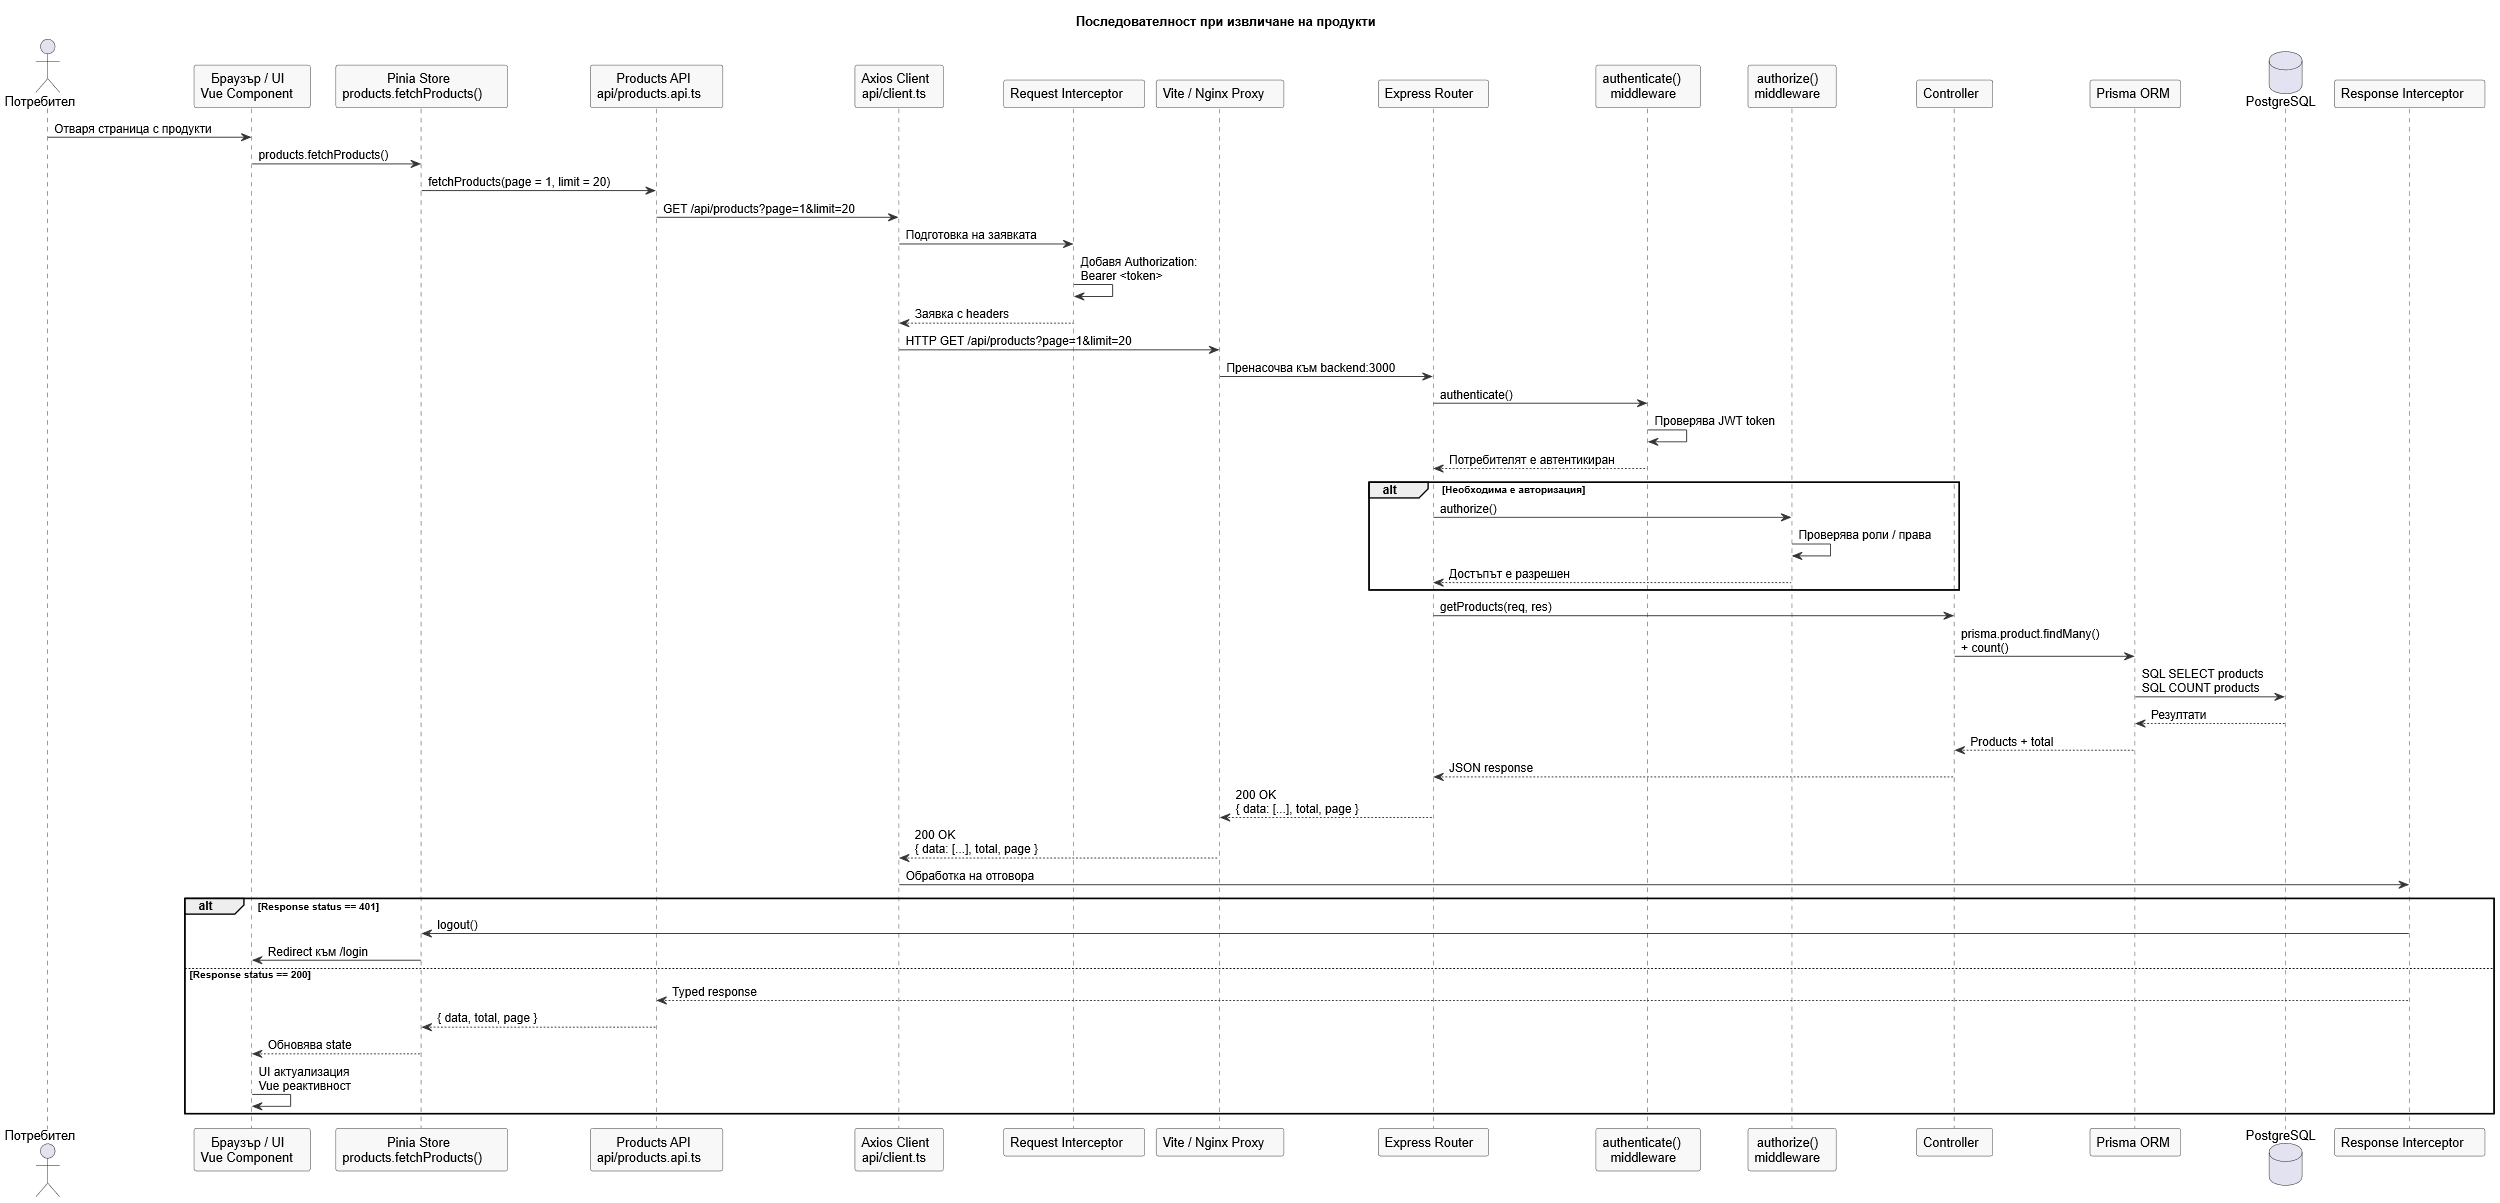 Последователност при извличане на продукти
Потребител
Браузър / UI
Vue Component
Pinia Store
products.fetchProducts()
Products API
api/products.api.ts
Axios Client
api/client.ts
Request Interceptor
Vite / Nginx Proxy
Express Router
authenticate()
middleware
authorize()
middleware
Controller
Prisma ORM
PostgreSQL
Response Interceptor
Отваря страница с продукти
products.fetchProducts()
fetchProducts(page = 1, limit = 20)
GET /api/products?page=1&limit=20
Подготовка на заявката
Добавя Authorization:
Bearer <token>
Заявка с headers
HTTP GET /api/products?page=1&limit=20
Пренасочва към backend:3000
authenticate()
Проверява JWT token
Потребителят е автентикиран
alt [Необходима е авторизация]
authorize()
Проверява роли / права
Достъпът е разрешен
getProducts(req, res)
prisma.product.findMany()
+ count()
SQL SELECT products
SQL COUNT products
Резултати
Products + total
JSON response
200 OK
{ data: [...], total, page }
200 OK
{ data: [...], total, page }
Обработка на отговора
alt [Response status == 401]
logout()
Redirect към /login
[Response status == 200]
Typed response
{ data, total, page }
Обновява state
UI актуализация
Vue реактивност
Потребител
Браузър / UI
Vue Component
Pinia Store
products.fetchProducts()
Products API
api/products.api.ts
Axios Client
api/client.ts
Request Interceptor
Vite / Nginx Proxy
Express Router
authenticate()
middleware
authorize()
middleware
Controller
Prisma ORM
PostgreSQL
Response Interceptor